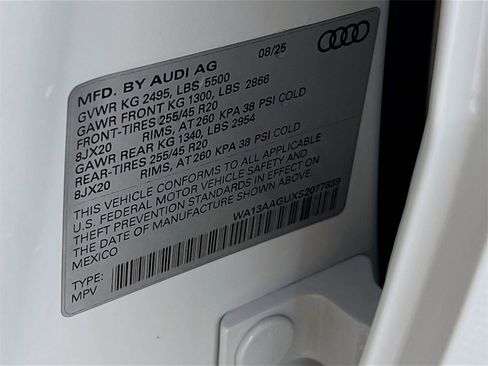 MFD. BY AUDI AG 08/25
GVWR KG 2495, LBS 5500
GAWR FRONT KG 1300, LBS 2866
FRONT-TIRES 255/45 R20
8JX20 RIMS, AT 260 KPA 38 PSI COLD
GAWR REAR KG 1340, LBS 2954
REAR-TIRES 255/45 R20
8JX20 RIMS, AT 260 KPA 38 PSI COLD
THIS VEHICLE CONFORMS TO ALL APPLICABLE
U.S. FEDERAL MOTOR VEHICLE SAFETY AND
THEFT PREVENTION STANDARDS IN EFFECT ON
THE DATE OF MANUFACTURE SHOWN ABOVE.
MEXICO WA13AAGUXS2077839
TYPE:
MPV